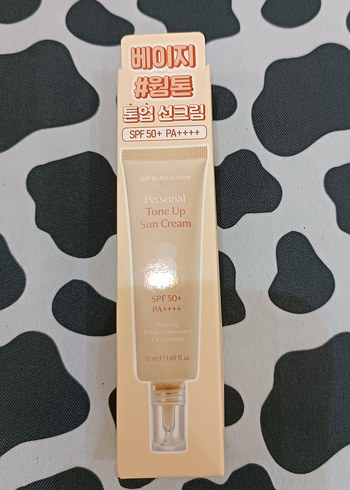 베이지
#웜톤
톤업 선크림
SPF 50+ PA++++
Personal
Tone Up
Sun Cream
SPF 50+
PA++++
50 ml ℮ 1.69 fl.oz.